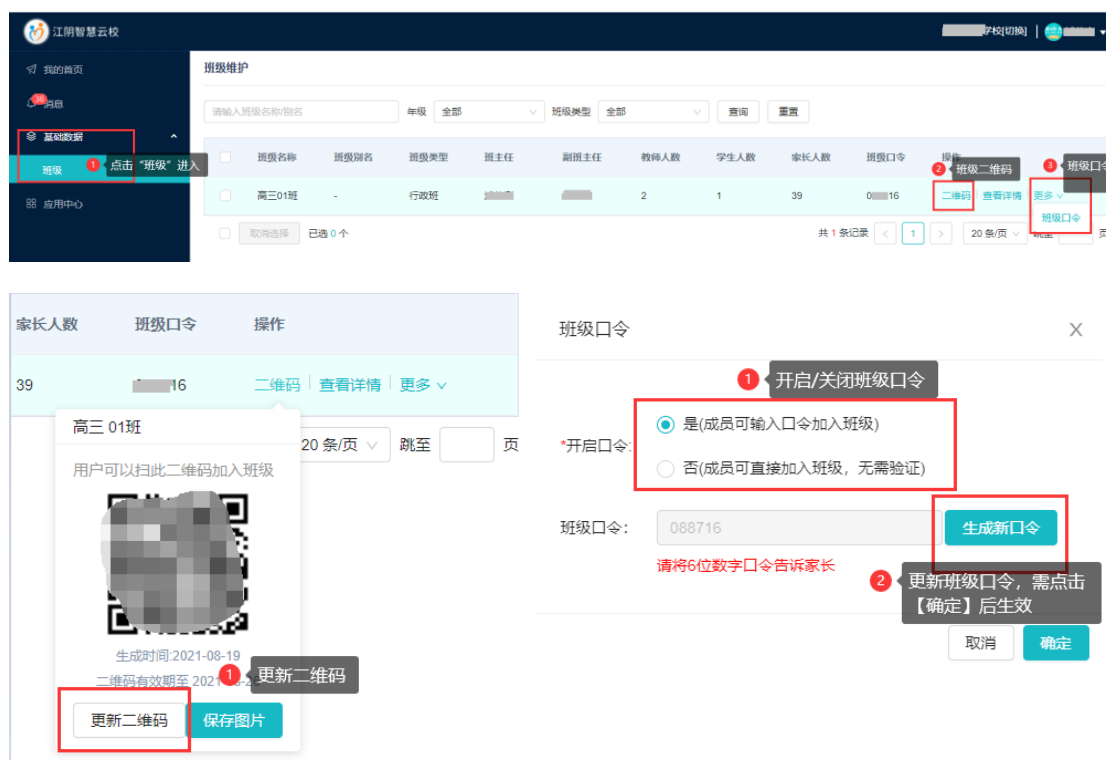 江阴智慧云校
学校[切换]
我的首页
班级维护
36
消息
请输入班级名称/别名
年级 全部
班级类型 全部
查询
重置
基础数据
班级
1 点击“班级”进入
班级名称 班级别名 班级类型 班主任 副班主任 教师人数 学生人数 家长人数 班级口令 操作
2 班级二维码
3 班级口令
高三01班 - 行政班 2 1 39 0 16 二维码 查看详情 更多
班级口令
应用中心
取消选择 已选 0 个
共 1 条记录 < 1 > 20 条/页 跳至 页
家长人数 班级口令 操作
39 16 二维码 查看详情 更多
高三 01班
20 条/页 跳至 页
用户可以扫此二维码加入班级
生成时间:2021-08-19
二维码有效期至 2021
1 更新二维码
更新二维码 保存图片
班级口令 X
1 开启/关闭班级口令
*开启口令:
是(成员可输入口令加入班级)
否(成员可直接加入班级，无需验证)
班级口令: 088716 生成新口令
请将6位数字口令告诉家长
2 更新班级口令，需点击
【确定】后生效
取消 确定